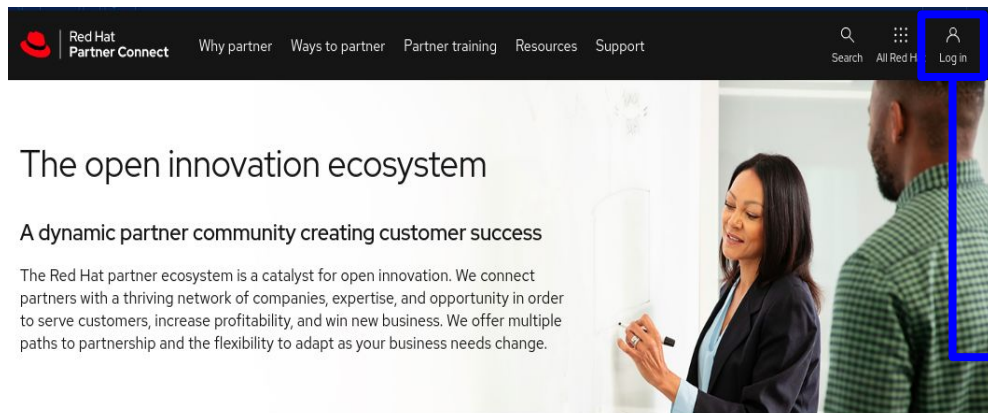 Red Hat
Partner Connect
Why partner Ways to partner Partner training Resources Support
Search All Red H Log in
The open innovation ecosystem
A dynamic partner community creating customer success
The Red Hat partner ecosystem is a catalyst for open innovation. We connect
partners with a thriving network of companies, expertise, and opportunity in order
to serve customers, increase profitability, and win new business. We offer multiple
paths to partnership and the flexibility to adapt as your business needs change.